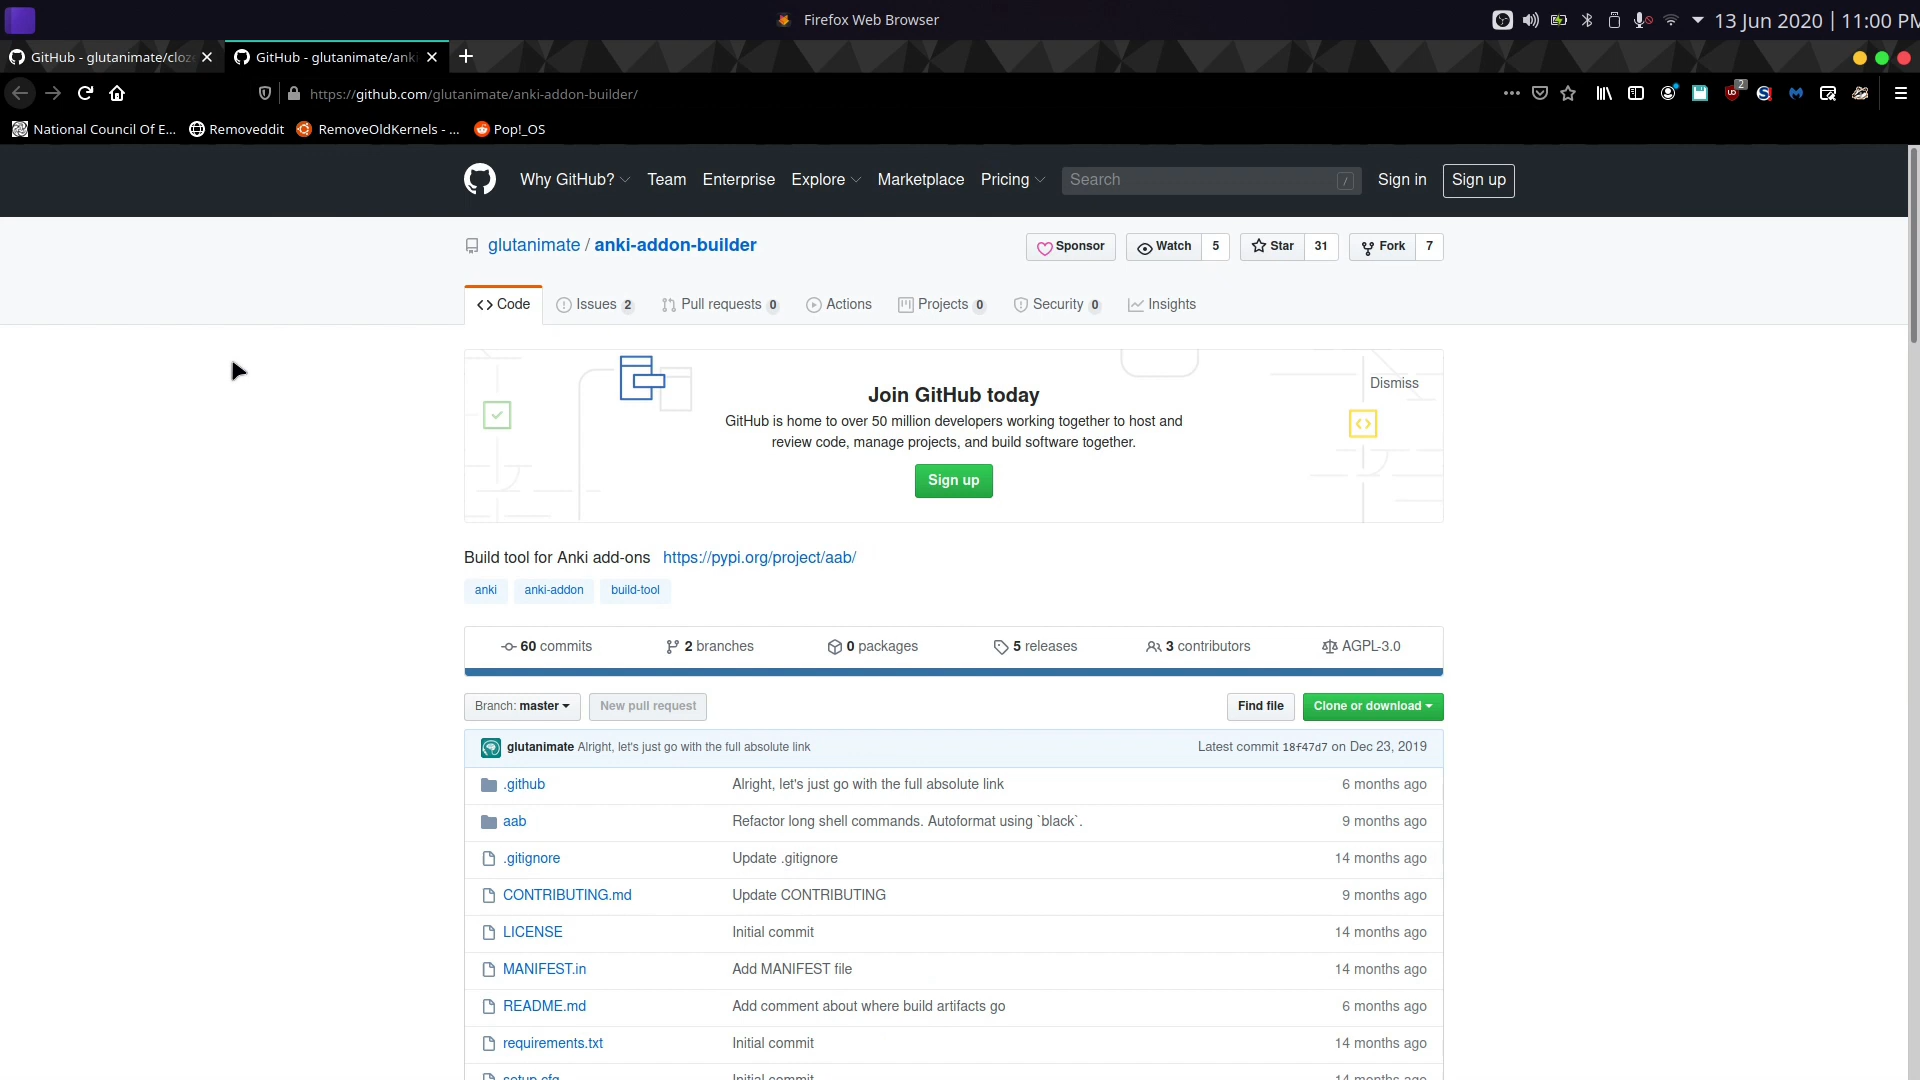 Firefox Web Browser
13 Jun 2020 | 11:00 PM
GitHub - glutanimate/cloz
GitHub - glutanimate/anki
https://github.com/glutanimate/anki-addon-builder/
2
National Council Of E...
Removeddit
RemoveOldKernels - ...
Pop!_OS
Why GitHub?
Team
Enterprise
Explore
Marketplace
Pricing
Search
/
Sign in
Sign up
glutanimate / anki-addon-builder
Sponsor
Watch 5
Star 31
Fork 7
Code
Issues 2
Pull requests 0
Actions
Projects 0
Security 0
Insights
Dismiss
Join GitHub today
GitHub is home to over 50 million developers working together to host and
review code, manage projects, and build software together.
Sign up
Build tool for Anki add-ons https://pypi.org/project/aab/
anki anki-addon build-tool
60 commits
2 branches
0 packages
5 releases
3 contributors
AGPL-3.0
Branch: master
New pull request
Find file
Clone or download
glutanimate Alright, let's just go with the full absolute link
Latest commit 18f47d7 on Dec 23, 2019
.github Alright, let's just go with the full absolute link 6 months ago
aab Refactor long shell commands. Autoformat using `black`. 9 months ago
.gitignore Update .gitignore 14 months ago
CONTRIBUTING.md Update CONTRIBUTING 9 months ago
LICENSE Initial commit 14 months ago
MANIFEST.in Add MANIFEST file 14 months ago
README.md Add comment about where build artifacts go 6 months ago
requirements.txt Initial commit 14 months ago
setup.cfg Initial commit 14 months ago